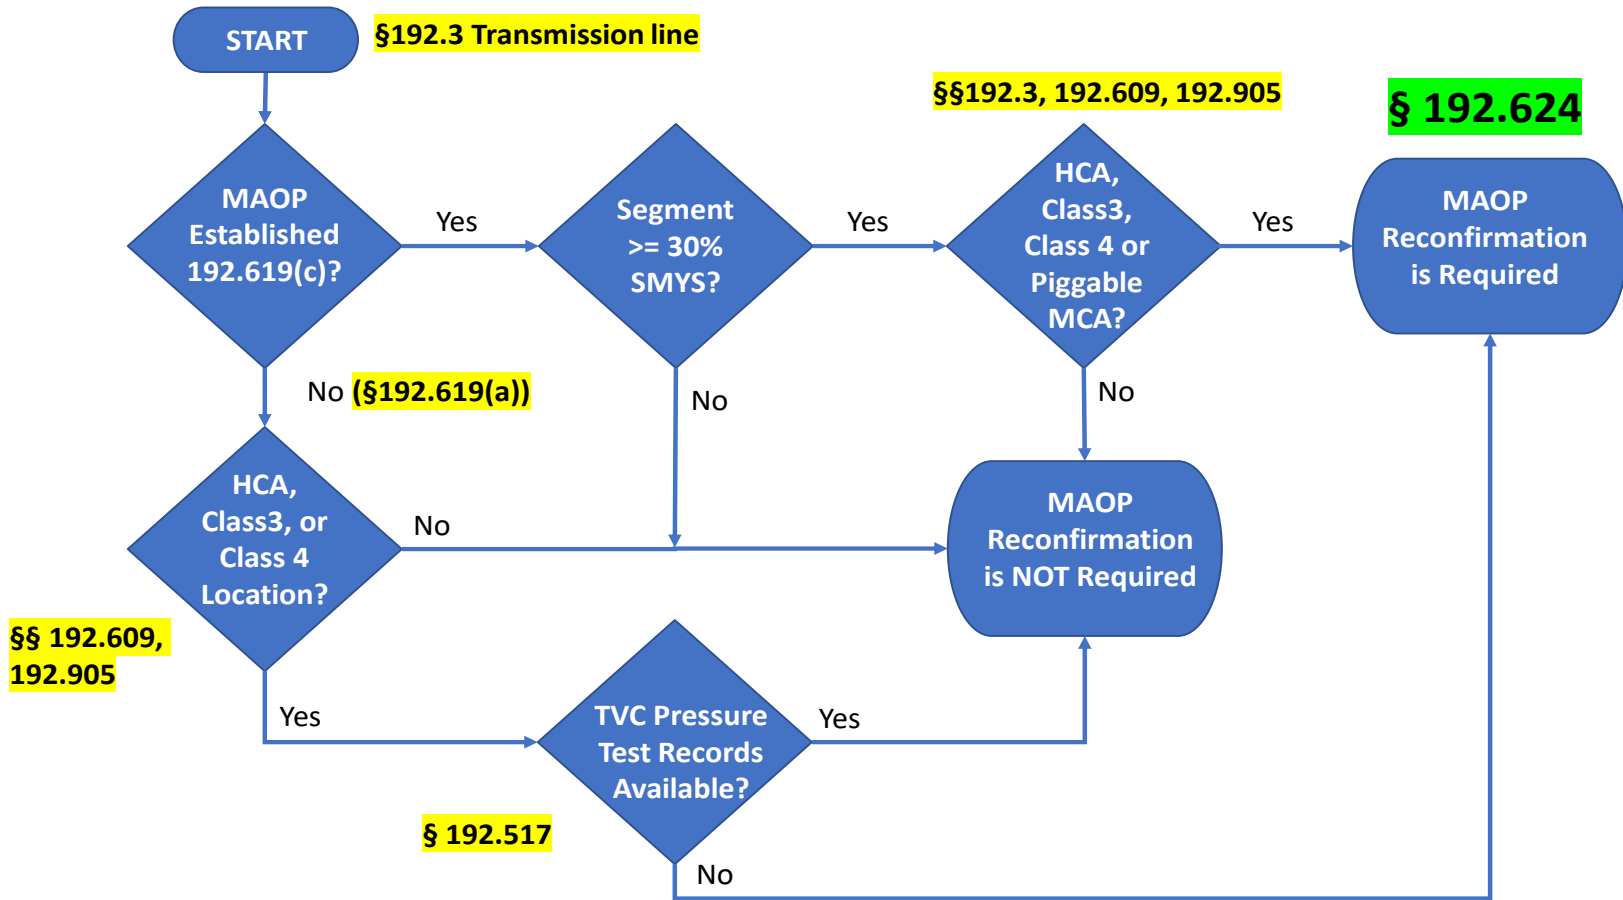 START
§192.3 Transmission line
§§192.3, 192.609, 192.905
§ 192.624
MAOP
Established
192.619(c)?
Yes
Segment
>= 30%
SMYS?
Yes
HCA,
Class3,
Class 4 or
Piggable
MCA?
Yes
MAOP
Reconfirmation
is Required
No (§192.619(a))
No
No
HCA,
Class3, or
Class 4
Location?
No
MAOP
Reconfirmation
is NOT Required
§§ 192.609,
192.905
Yes
TVC Pressure
Test Records
Available?
Yes
§ 192.517
No